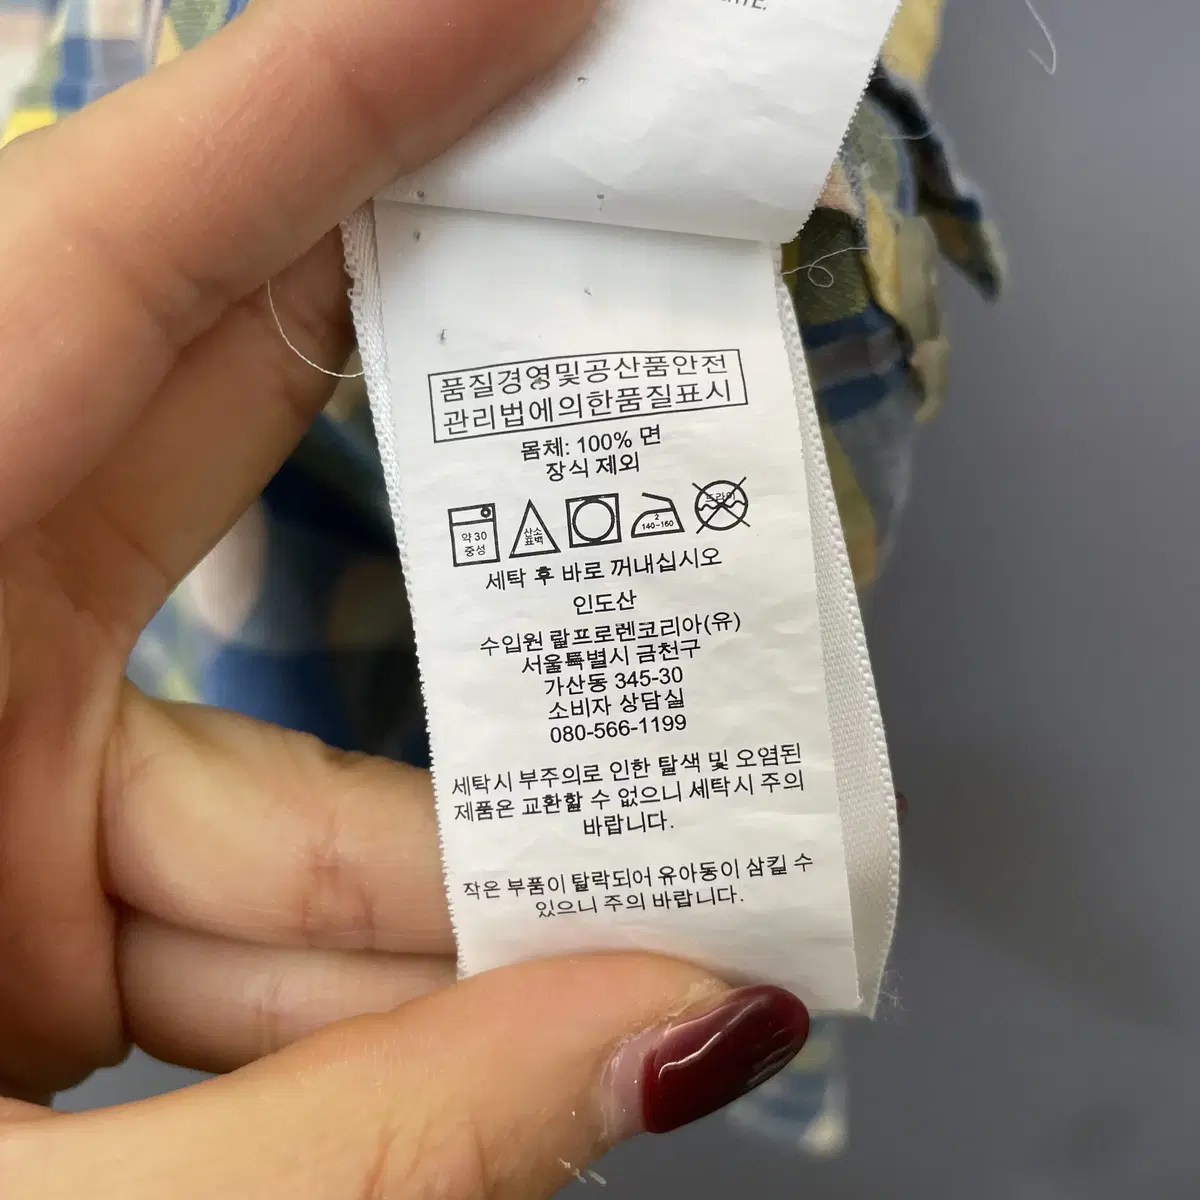 품질경영및공산품안전
관리법에의한품질표시
몸체: 100% 면
장식 제외
약 30
중성
산소
표백
2
140-160
드라이
세탁 후 바로 꺼내십시오
인도산
수입원 랄프로렌코리아(유)
서울특별시 금천구
가산동 345-30
소비자 상담실
080-566-1199
세탁시 부주의로 인한 탈색 및 오염된
제품은 교환할 수 없으니 세탁시 주의
바랍니다.
작은 부품이 탈락되어 유아동이 삼킬 수
있으니 주의 바랍니다.